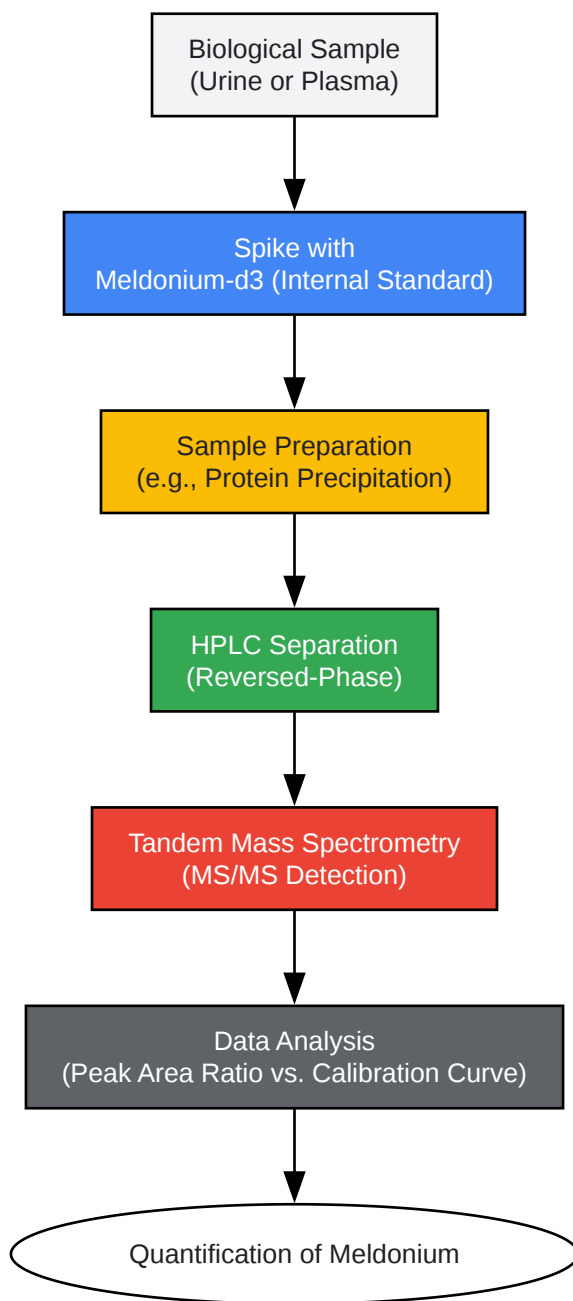 Biological Sample
(Urine or Plasma)
Spike with
Meldonium-d3 (Internal Standard)
Sample Preparation
(e.g., Protein Precipitation)
HPLC Separation
(Reversed-Phase)
Tandem Mass Spectrometry
(MS/MS Detection)
Data Analysis
(Peak Area Ratio vs. Calibration Curve)
Quantification of Meldonium